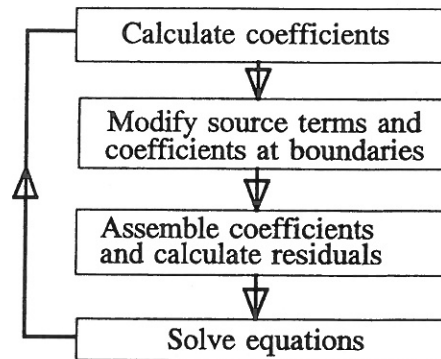 Calculate coefficients
Modify source terms and
coefficients at boundaries
Assemble coefficients
and calculate residuals
Solve equations